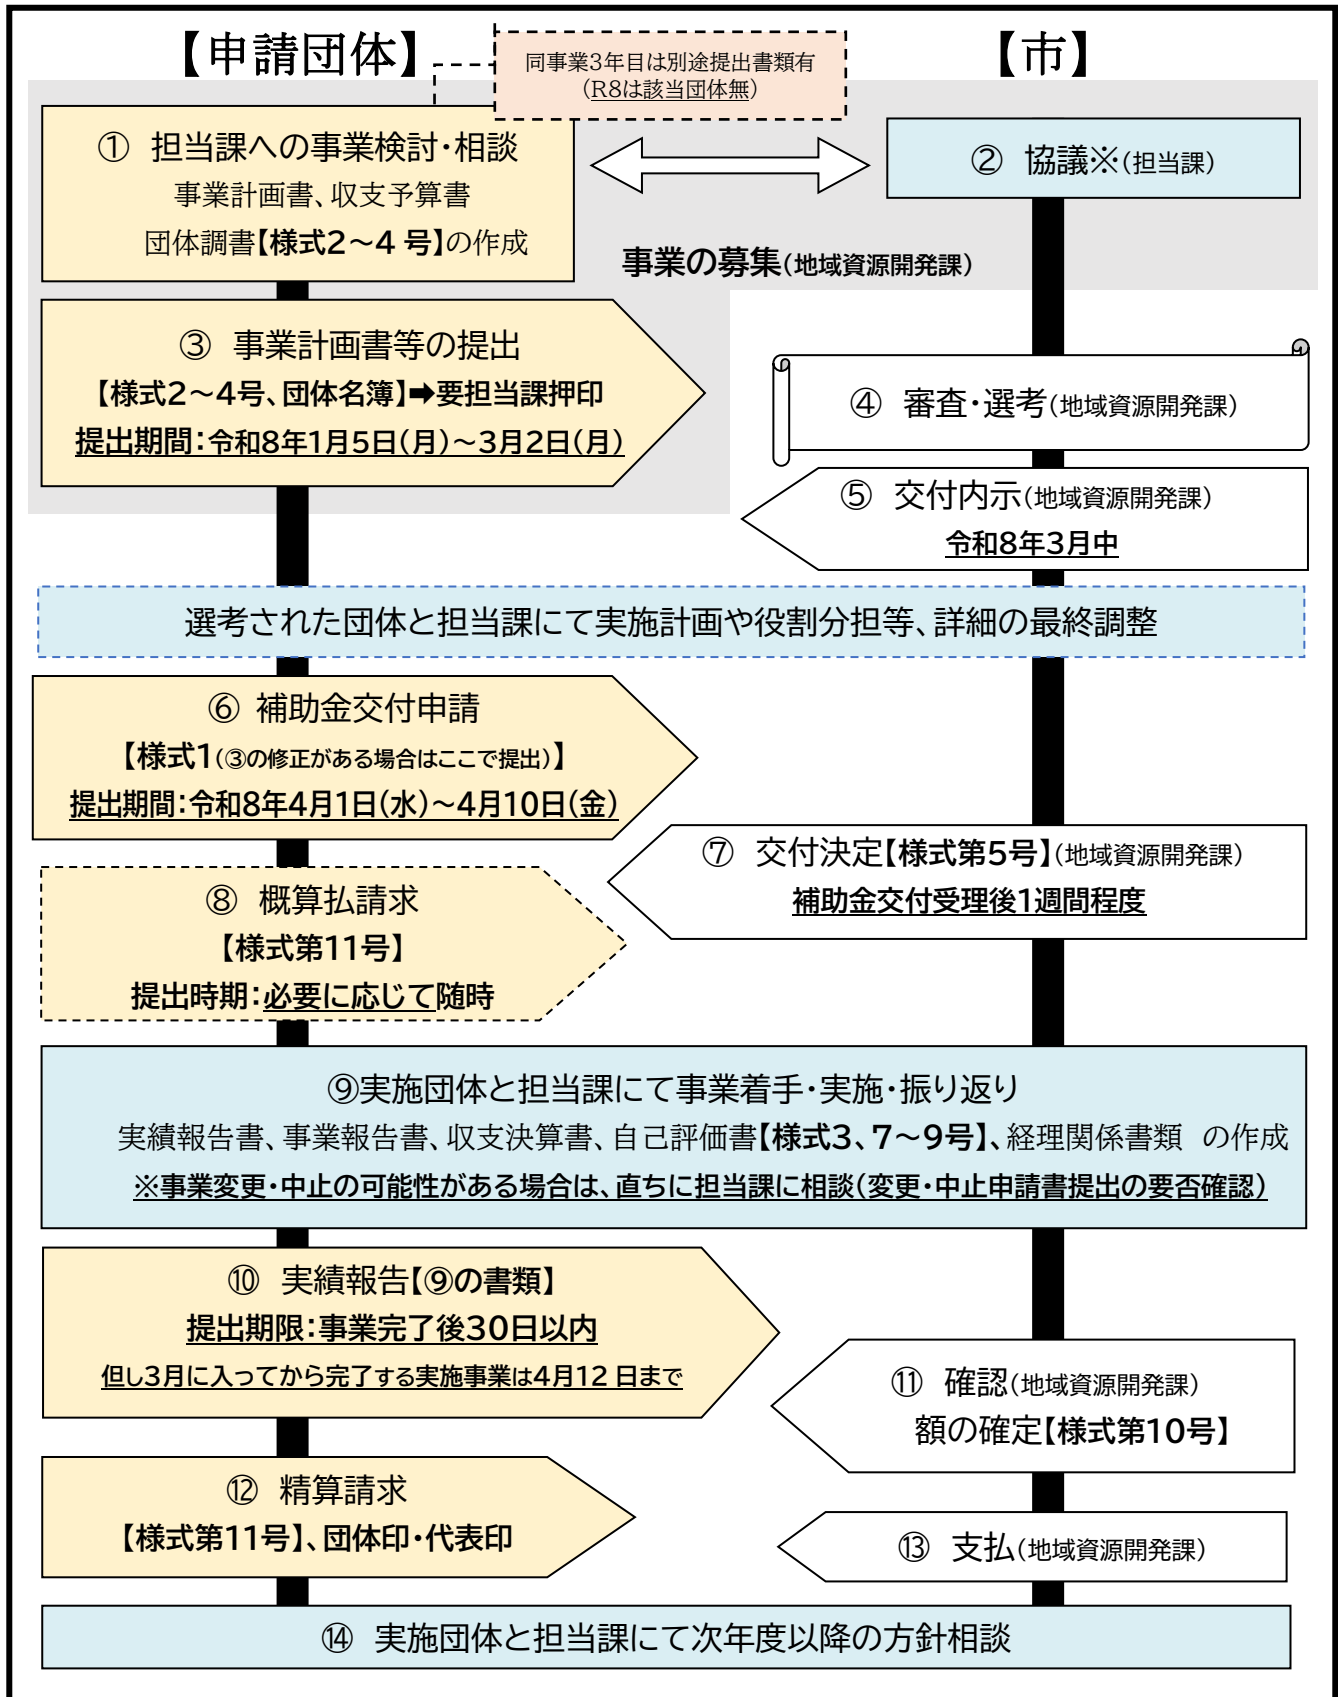 【申請団体】
【市】
同事業3年目は別途提出書類有
(R8は該当団体無)
① 担当課への事業検討・相談
事業計画書、収支予算書
団体調書【様式2～4 号】の作成
② 協議※(担当課)
事業の募集(地域資源開発課)
③ 事業計画書等の提出
【様式2～4号、団体名簿】➡要担当課押印
提出期間：令和8年1月5日(月)～3月2日(月)
④ 審査・選考(地域資源開発課)
⑤ 交付内示(地域資源開発課)
令和8年3月中
選考された団体と担当課にて実施計画や役割分担等、詳細の最終調整
⑥ 補助金交付申請
【様式1(③の修正がある場合はここで提出)】
提出期間：令和8年4月1日(水)～4月10日(金)
⑦ 交付決定【様式第5号】(地域資源開発課)
補助金交付受理後1週間程度
⑧ 概算払請求
【様式第11号】
提出時期：必要に応じて随時
⑨実施団体と担当課にて事業着手・実施・振り返り
実績報告書、事業報告書、収支決算書、自己評価書【様式3、7～9号】、経理関係書類 の作成
※事業変更・中止の可能性がある場合は、直ちに担当課に相談(変更・中止申請書提出の要否確認)
⑩ 実績報告【⑨の書類】
提出期限：事業完了後30日以内
但し3月に入ってから完了する実施事業は4月12 日まで
⑪ 確認(地域資源開発課)
額の確定【様式第10号】
⑫ 精算請求
【様式第11号】、団体印・代表印
⑬ 支払(地域資源開発課)
⑭ 実施団体と担当課にて次年度以降の方針相談